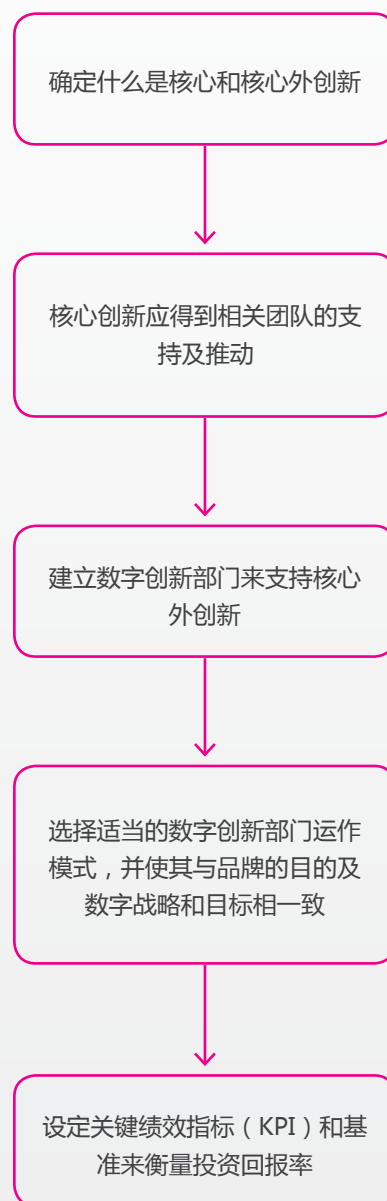 确定什么是核心和核心外创新
核心创新应得到相关团队的支
持及推动
建立数字创新部门来支持核心
外创新
选择适当的数字创新部门运作
模式，并使其与品牌的目的及
数字战略和目标相一致
设定关键绩效指标（KPI）和基
准来衡量投资回报率